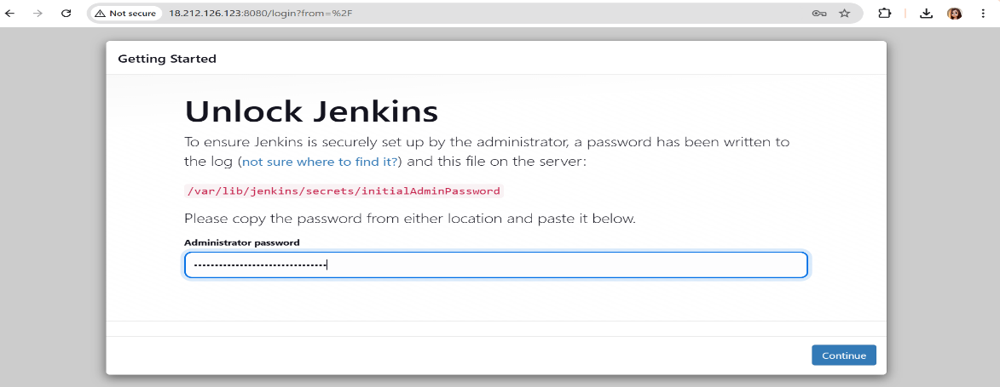 Not secure 18.212.126.123:8080/login?from=%2F
Getting Started
Unlock Jenkins
To ensure Jenkins is securely set up by the administrator, a password has been written to
the log (not sure where to find it?) and this file on the server:
/var/lib/jenkins/secrets/initialAdminPassword
Please copy the password from either location and paste it below.
Administrator password
Continue